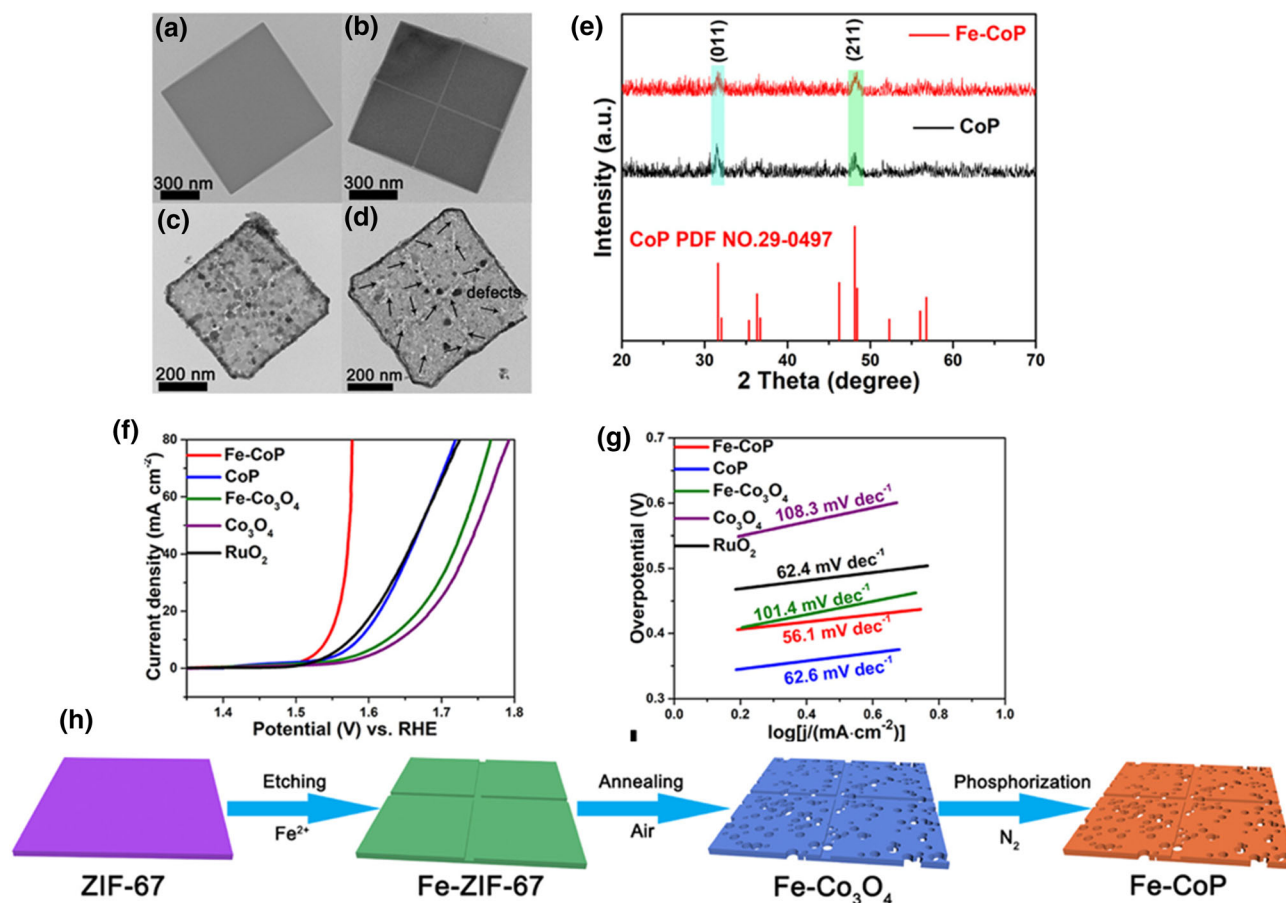 (a)
300 nm
(b)
300 nm
(c)
200 nm
(d)
defects
200 nm
(e)
(011)
(211)
Fe-CoP
CoP
CoP PDF NO.29-0497
Intensity (a.u.)
20 30 40 50 60 70
2 Theta (degree)
(f)
Fe-CoP
CoP
Fe-Co₃O₄
Co₃O₄
RuO₂
Current density (mA cm⁻²)
80
60
40
20
0
1.4 1.5 1.6 1.7 1.8
Potential (V) vs. RHE
(g)
Fe-CoP
CoP
Fe-Co₃O₄
Co₃O₄
RuO₂
108.3 mV dec⁻¹
62.4 mV dec⁻¹
101.4 mV dec⁻¹
56.1 mV dec⁻¹
62.6 mV dec⁻¹
Overpotential (V)
0.7
0.6
0.5
0.4
0.3
0.0 0.2 0.4 0.6 0.8 1.0
log[j/(mA·cm⁻²)]
(h)
Etching
Fe²⁺
Annealing
Air
Phosphorization
N₂
ZIF-67
Fe-ZIF-67
Fe-Co₃O₄
Fe-CoP